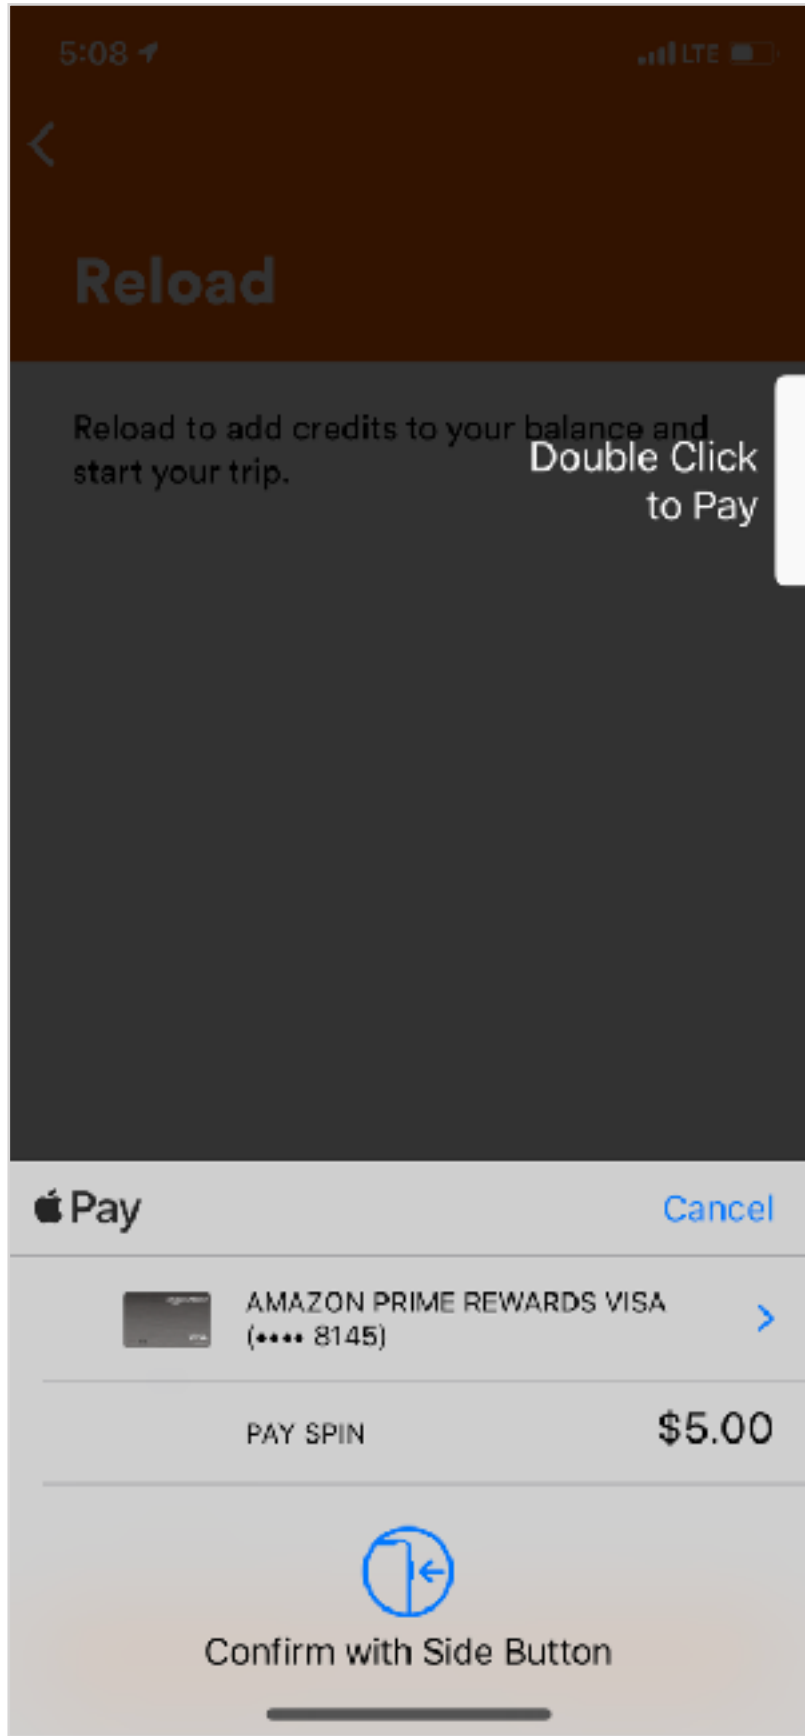 5:08
LTE
Reload
Reload to add credits to your balance and
start your trip.
Double Click
to Pay
Pay
Cancel
AMAZON PRIME REWARDS VISA
(•••• 8145)
PAY SPIN
$5.00
Confirm with Side Button